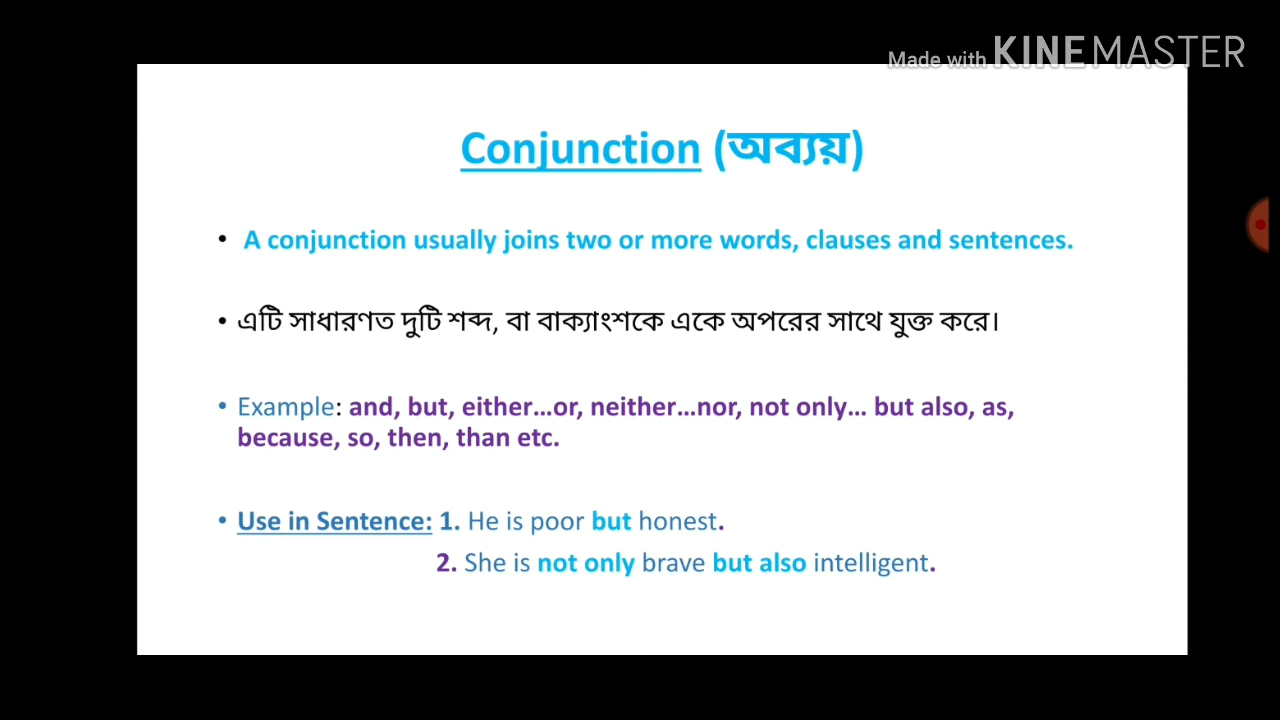 Made with KINEMASTER
Conjunction (অব্যয়)
• A conjunction usually joins two or more words, clauses and sentences.
• এটি সাধারণত দুটি শব্দ, বা বাক্যাংশকে একে অপরের সাথে যুক্ত করে।
• Example: and, but, either…or, neither…nor, not only… but also, as,
because, so, then, than etc.
• Use in Sentence: 1. He is poor but honest.
2. She is not only brave but also intelligent.